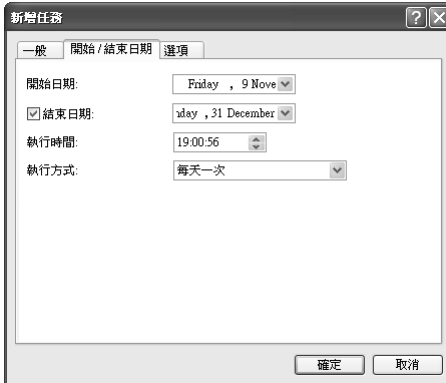 新增任務
一般 開始/結束日期 選項
開始日期: Friday , 9 Nove
結束日期: day , 31 December
執行時間: 19:00:56
執行方式: 每天一次
確定 取消